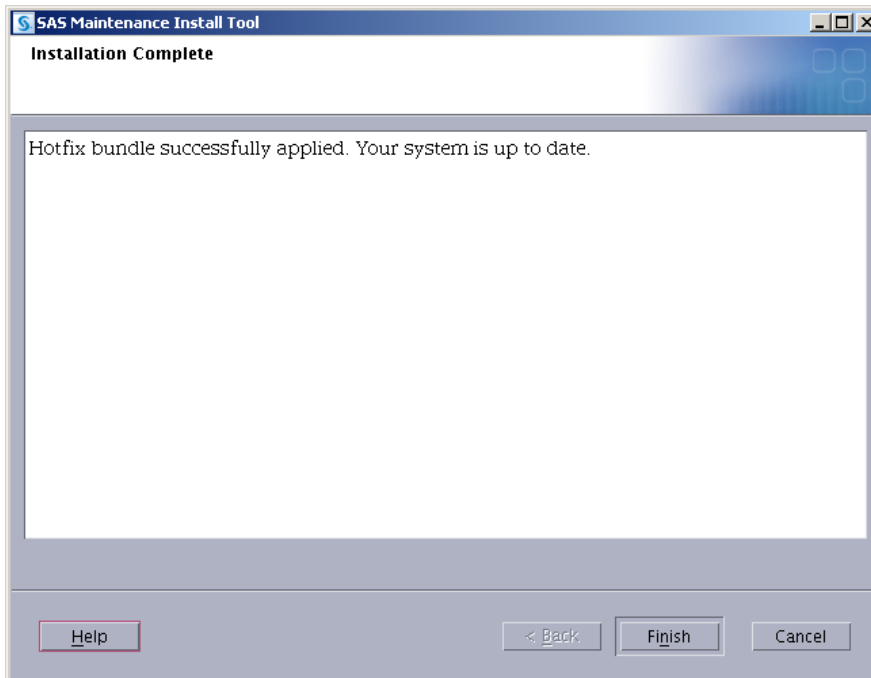 SAS Maintenance Install Tool
Installation Complete
Hotfix bundle successfully applied. Your system is up to date.
Help
< Back
Finish
Cancel